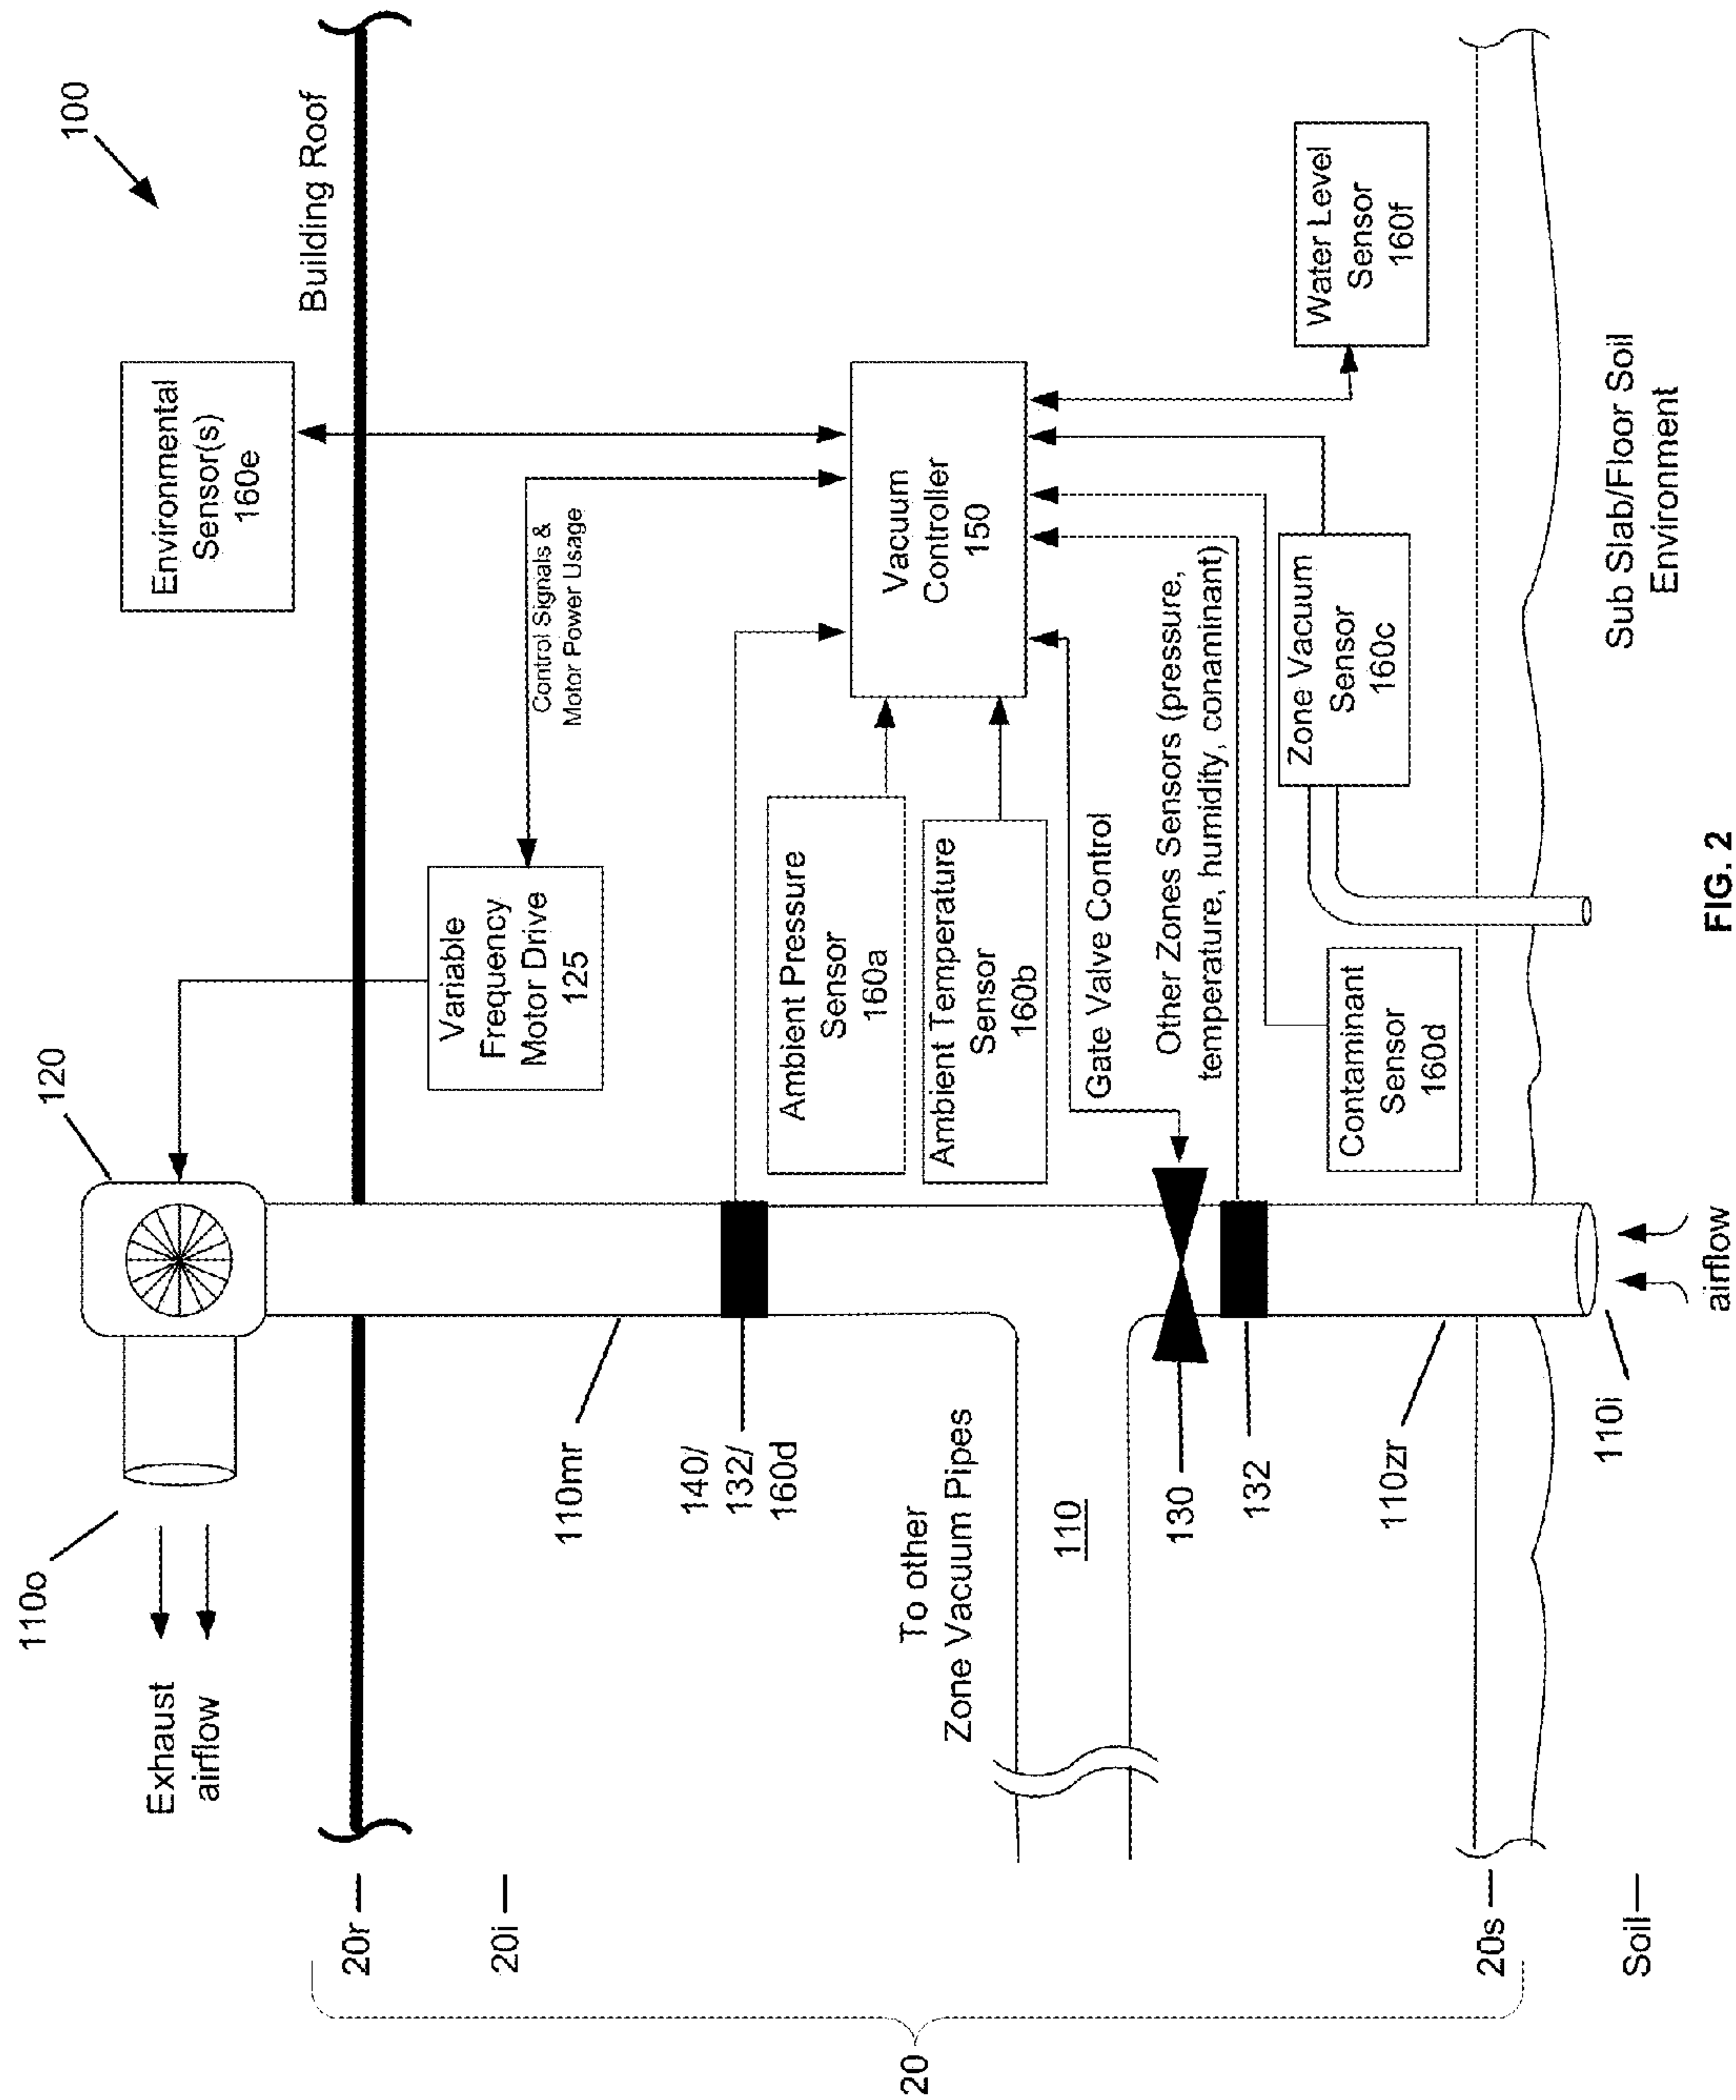 100
Environmental
Sensor(s)
160e
Building Roof
110o
Exhaust
airflow
120
20r
20i
20
Variable
Frequency
Motor Drive
125
Control Signals &
Motor Power Usage
110mr
140/
132/
160d
Ambient Pressure
Sensor
160a
Ambient Temperature
Sensor
160b
Vacuum
Controller
150
To other
Zone Vacuum Pipes
110
Gate Valve Control
130
132
Other Zones Sensors (pressure,
temperature, humidity, conaminant)
Zone Vacuum
Sensor
160c
Water Level
Sensor
160f
Contaminant
Sensor
160d
110zr
20s
110i
Soil
airflow
Sub Slab/Floor Soil
Environment
FIG. 2